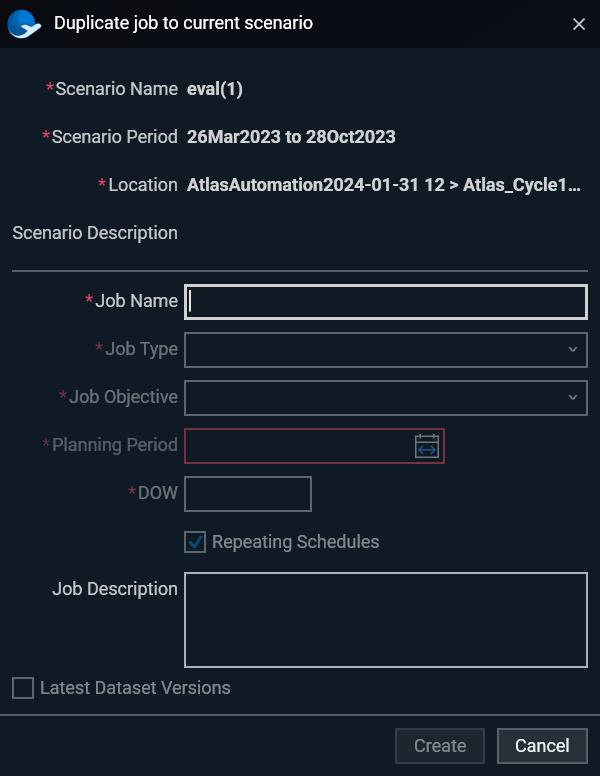 Duplicate job to current scenario
*Scenario Name eval(1)
*Scenario Period 26Mar2023 to 28Oct2023
*Location AtlasAutomation2024-01-31 12 > Atlas_Cycle1...
Scenario Description
*Job Name
*Job Type
*Job Objective
*Planning Period
*DOW
Repeating Schedules
Job Description
Latest Dataset Versions
Create Cancel